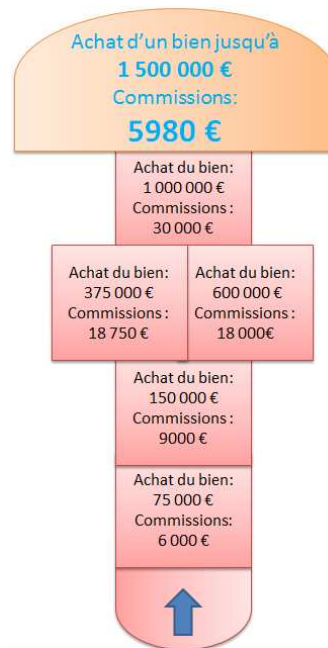 Achat d'un bien jusqu'à
1 500 000 €
Commissions:
5980 €
Achat du bien:
1 000 000 €
Commissions :
30 000 €
Achat du bien:
375 000 €
Commissions :
18 750 €
Achat du bien:
600 000 €
Commissions :
18 000€
Achat du bien:
150 000 €
Commissions :
9000 €
Achat du bien:
75 000 €
Commissions:
6 000 €